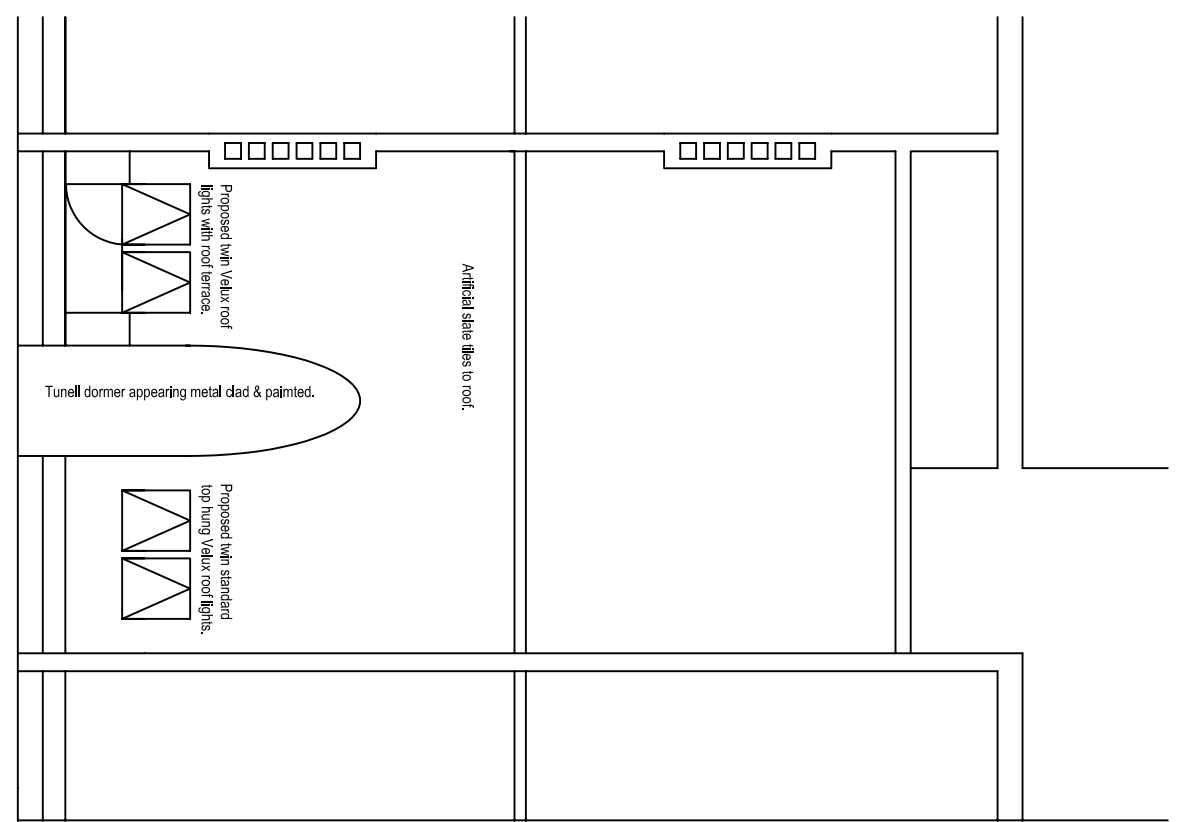 Proposed twin Velux roof
lights with roof terrace.
Artificial slate tiles to roof.
Tunell dormer appearing metal clad & paimted.
Proposed twin standard
top hung Velux roof lights.